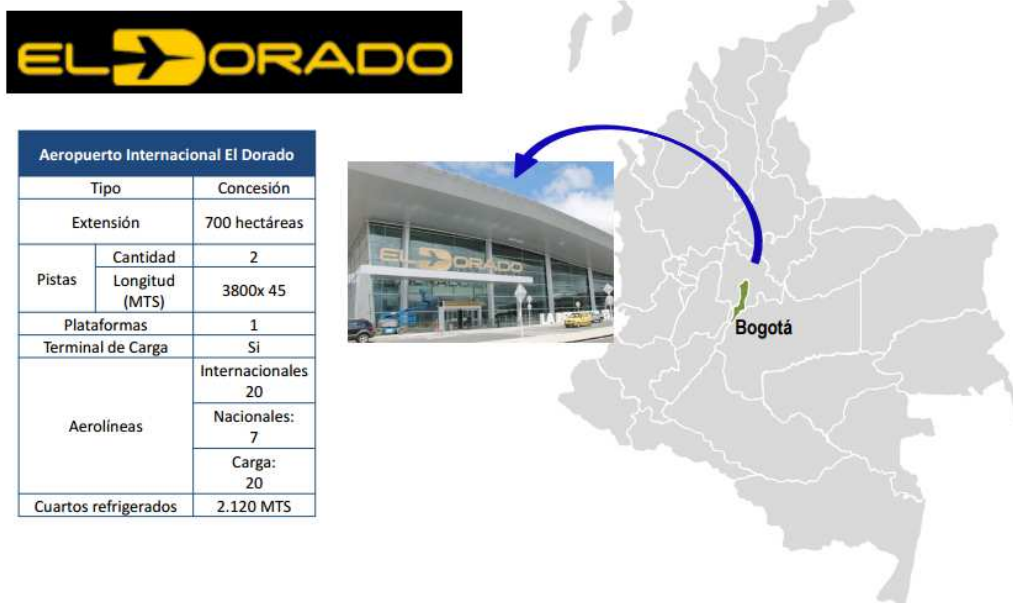 EL DORADO
Aeropuerto Internacional El Dorado
Tipo Concesión
Extensión 700 hectáreas
Pistas
Cantidad 2
Longitud
(MTS)
3800x 45
Plataformas 1
Terminal de Carga Si
Aerolíneas
Internacionales
20
Nacionales:
7
Carga:
20
Cuartos refrigerados 2.120 MTS
EL DORADO
Bogotá